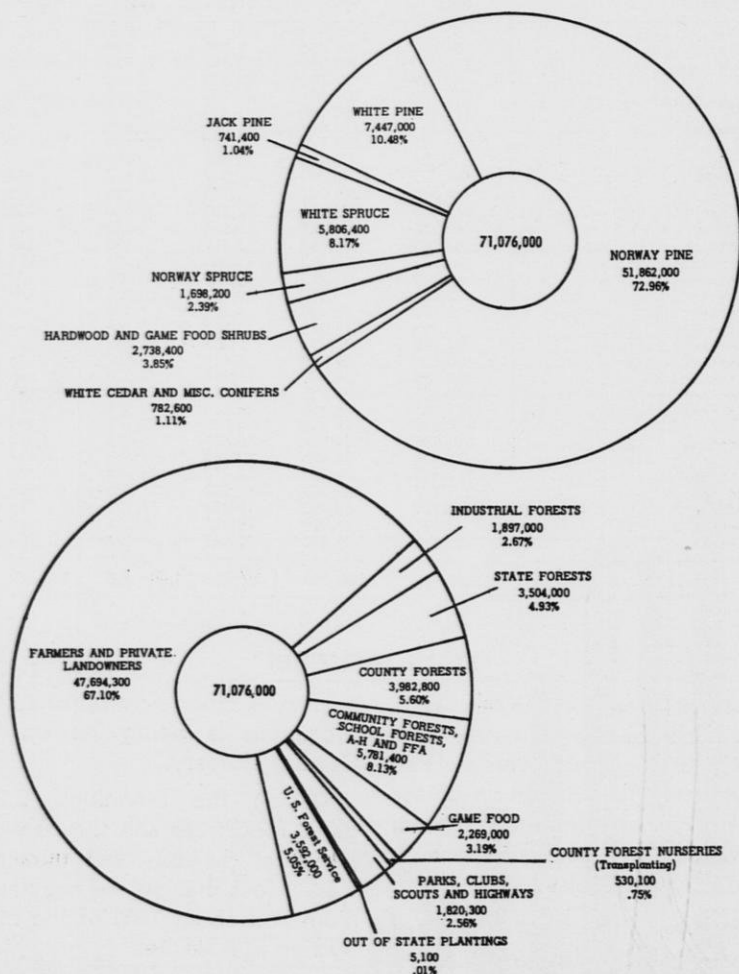 WHITE PINE
7,447,000
10.48%
JACK PINE
741,400
1.04%
WHITE SPRUCE
5,806,400
8.17%
71,076,000
NORWAY PINE
51,862,000
72.96%
NORWAY SPRUCE
1,698,200
2.39%
HARDWOOD AND GAME FOOD SHRUBS
2,738,400
3.85%
WHITE CEDAR AND MISC. CONIFERS
782,600
1.11%
INDUSTRIAL FORESTS
1,897,000
2.67%
STATE FORESTS
3,504,000
4.93%
FARMERS AND PRIVATE
LANDOWNERS
47,694,300
67.10%
71,076,000
COUNTY FORESTS
3,982,800
5.60%
COMMUNITY FORESTS,
SCHOOL FORESTS,
A-H AND FFA
5,781,400
8.13%
U. S. Forest Service
3,592,000
5.05%
GAME FOOD
2,269,000
3.19%
COUNTY FOREST NURSERIES
(Transplanting)
530,100
.75%
PARKS, CLUBS,
SCOUTS AND HIGHWAYS
1,820,300
2.56%
OUT OF STATE PLANTINGS
5,100
.01%